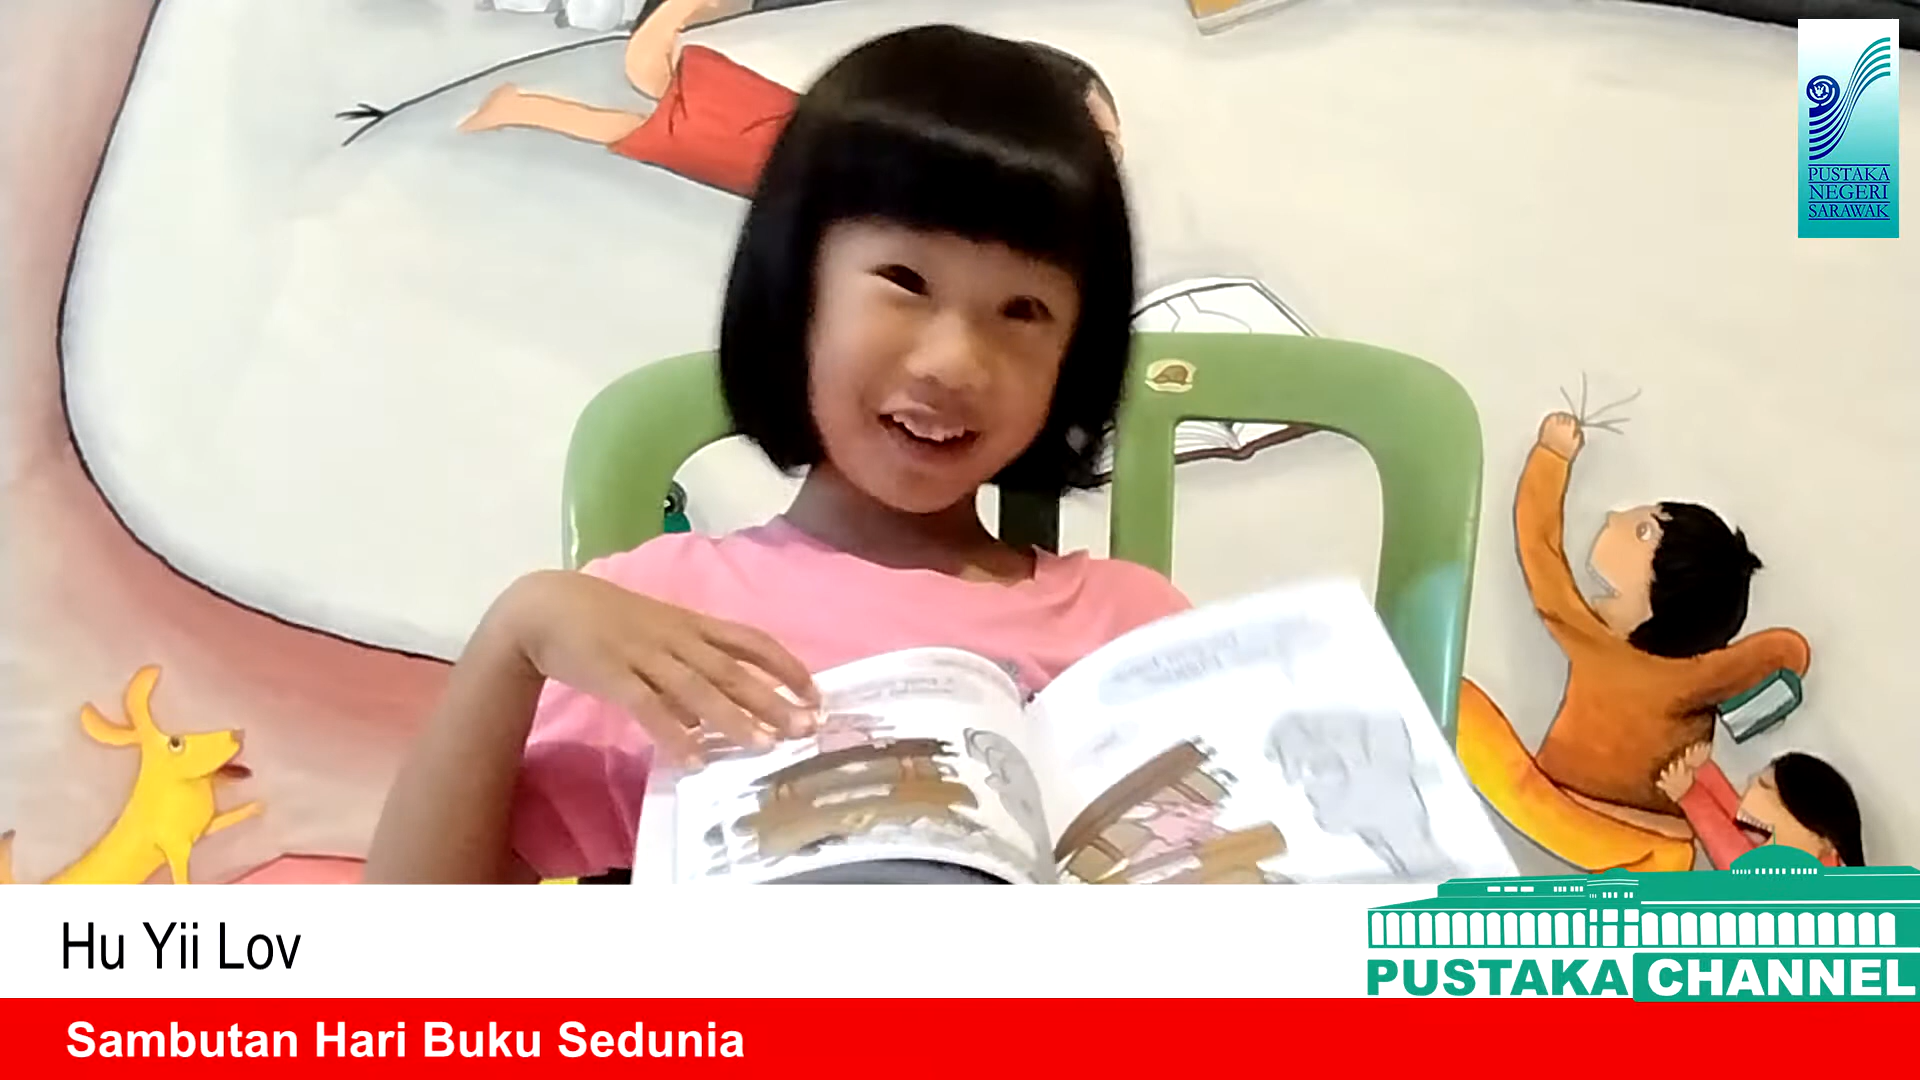 PUSTAKA
NEGERI
SARAWAK
Hu Yii Lov
PUSTAKA CHANNEL
Sambutan Hari Buku Sedunia